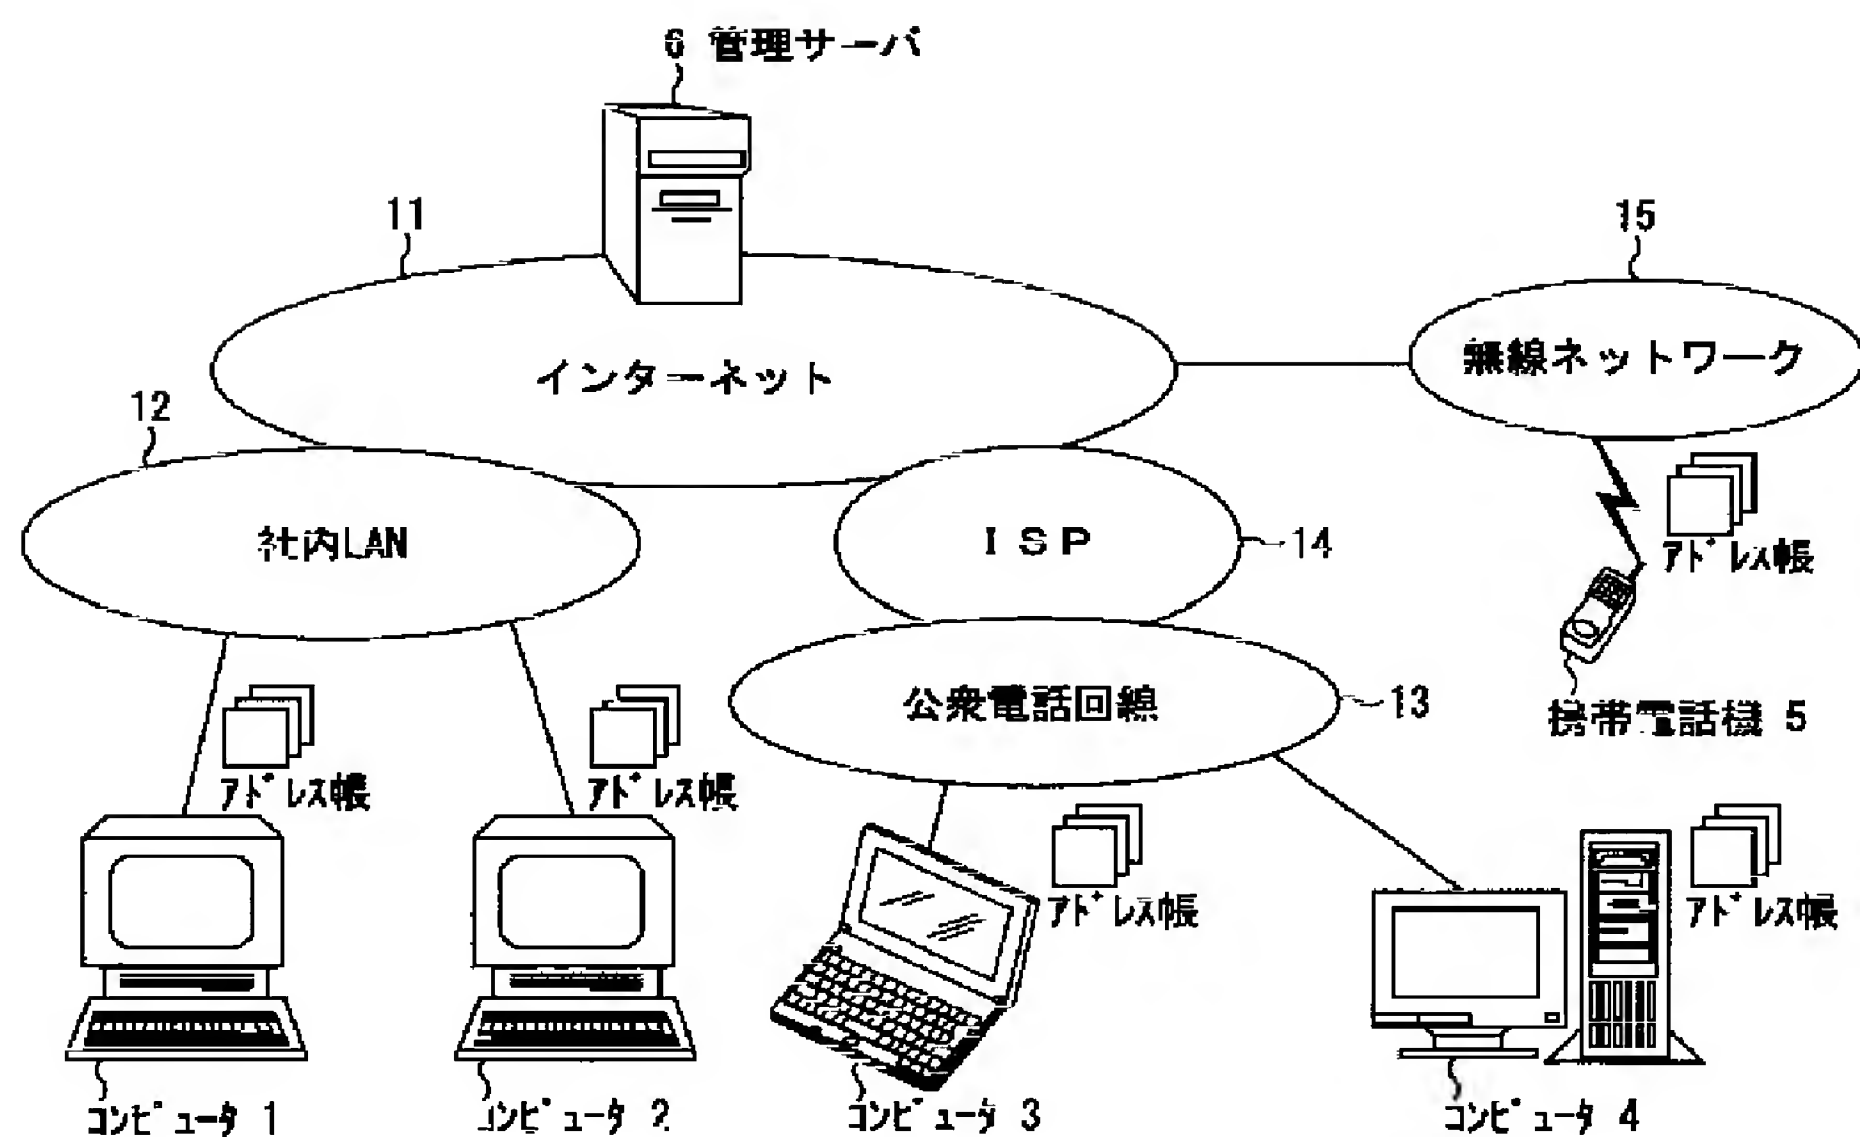 6 管理サーバ
11
15
インターネット
無線ネットワーク
12
社内LAN
ISP
14
アドレス帳
公衆電話回線
13
携帯電話機 5
アドレス帳
アドレス帳
アドレス帳
アドレス帳
コンピュータ 1
コンピュータ 2
コンピュータ 3
コンピュータ 4